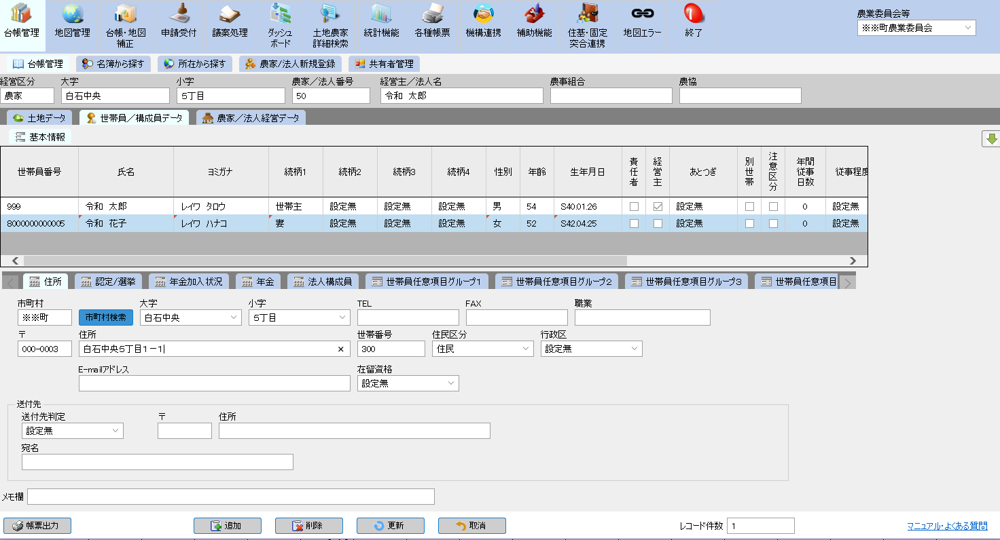 台帳管理 地図管理 台帳・地図補正 申請受付 議案処理 ダッシュボード 土地農家詳細検索 統計機能 各種帳票 機構連携 補助機能 住基・固定突合連携 地図エラー 終了
農業委員会等
※※町農業委員会
台帳管理 名簿から探す 所在から探す 農家/法人新規登録 共有者管理
経営区分 大字 小字 農家／法人番号 経営主／法人名 農事組合 農協
農家 白石中央 5丁目 50 令和　太郎
土地データ 世帯員／構成員データ 農家／法人経営データ
基本情報
世帯員番号 氏名 ヨミガナ 続柄1 続柄2 続柄3 続柄4 性別 年齢 生年月日 責任者 経営主 あとつぎ 別世帯 注意区分 年間従事日数 従事程度
999 令和　太郎 レイワ　タロウ 世帯主 設定無 設定無 設定無 男 54 S40.01.26 設定無 0 設定無
8000000000005 令和　花子 レイワ　ハナコ 妻 設定無 設定無 設定無 女 52 S42.04.25 設定無 0 設定無
住所 認定/選挙 年金加入状況 年金 法人構成員 世帯員任意項目グループ1 世帯員任意項目グループ2 世帯員任意項目グループ3 世帯員任意項目
市町村 大字 小字 TEL FAX 職業
※※町 市町村検索 白石中央 5丁目
〒 住所 世帯番号 住民区分 行政区
000-0003 白石中央5丁目1－1 300 住民 設定無
E-mailアドレス 在留資格
設定無
送付先
送付先判定 〒 住所
設定無
宛名
メモ欄
帳票出力 追加 削除 更新 取消 レコード件数 1 マニュアル・よくある質問